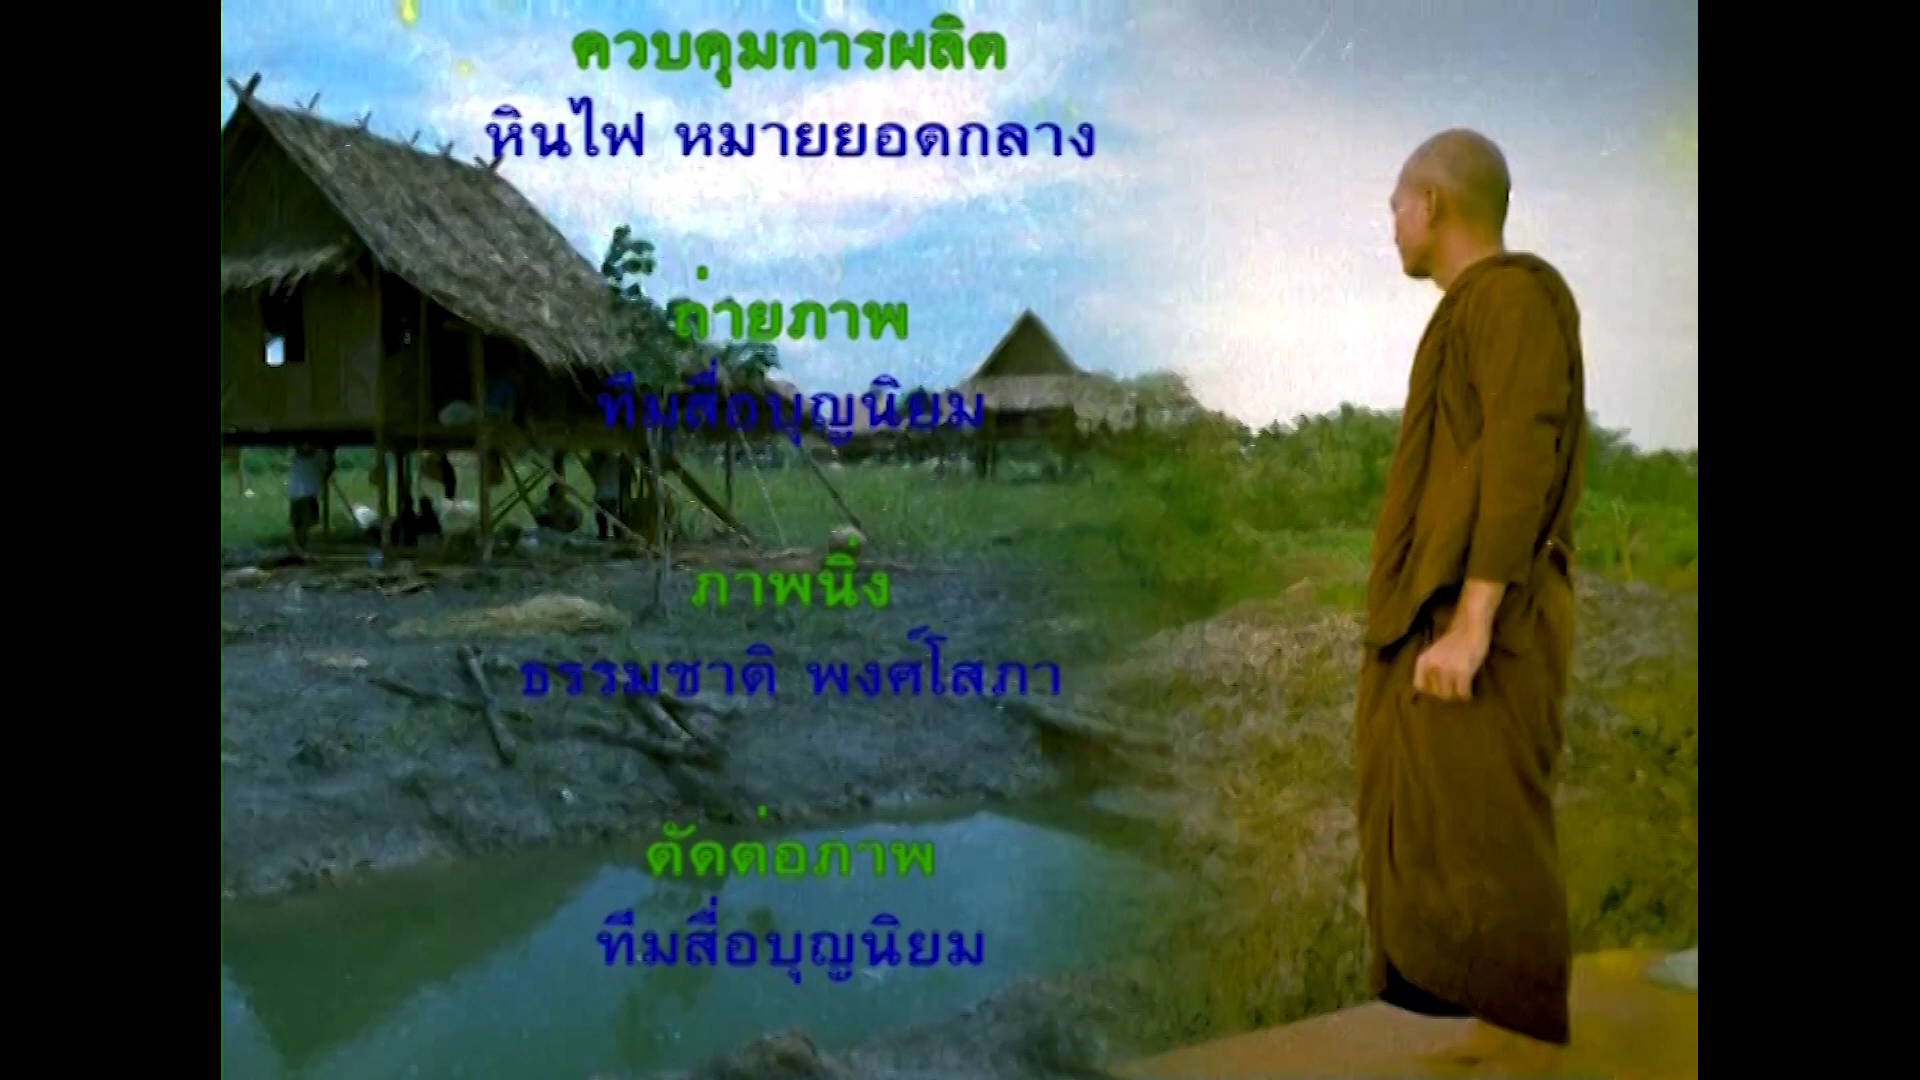 ควบคุมการผลิต
หินไฟ หมายยอดกลาง
ถ่ายภาพ
ทีมสื่อบุญนิยม
ภาพนิ่ง
ธรรมชาติ พงศ์โสภา
ตัดต่อภาพ
ทีมสื่อบุญนิยม